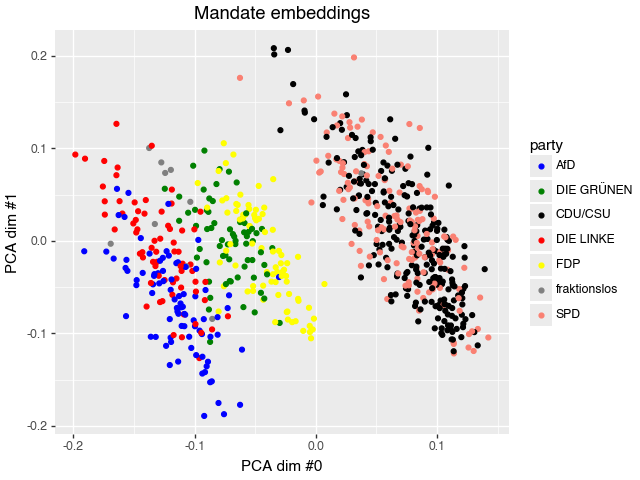 Mandate embeddings
0.2
0.1
0.0
-0.1
-0.2
-0.2
-0.1
0.0
0.1
PCA dim #0
PCA dim #1
party
AfD
DIE GRÜNEN
CDU/CSU
DIE LINKE
FDP
fraktionslos
SPD